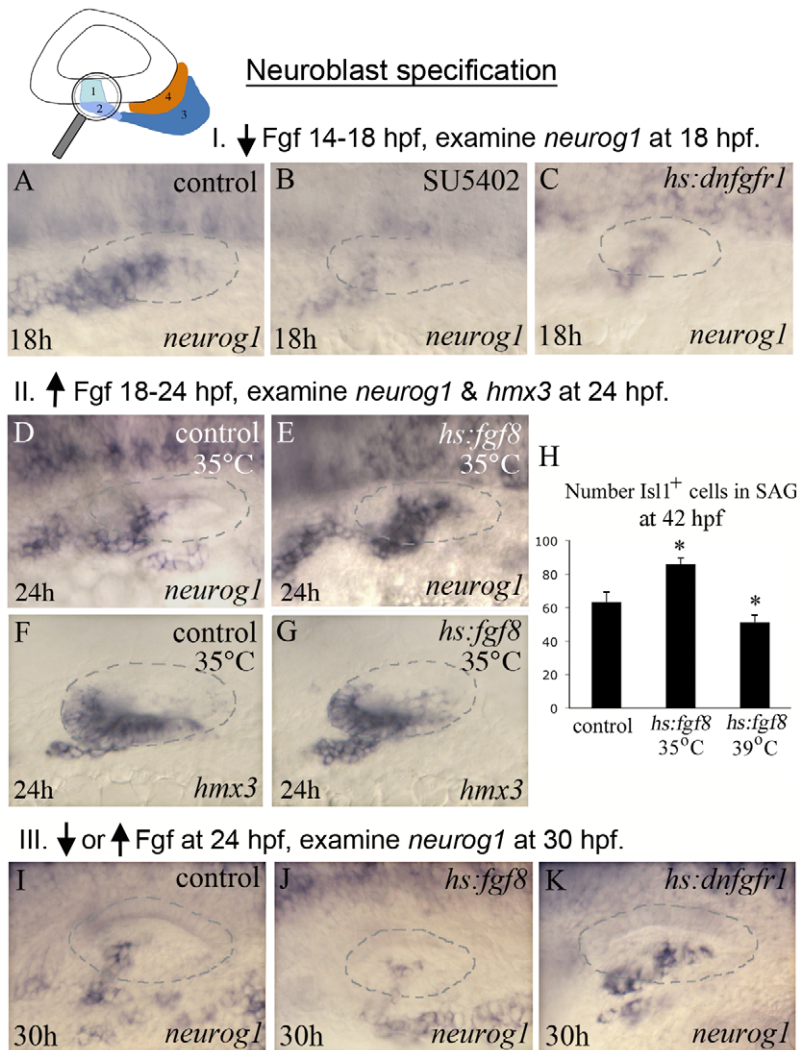 Neuroblast specification
1
2
4
3
I. ↓ Fgf 14-18 hpf, examine neurog1 at 18 hpf.
A
control
18h
neurog1
B
SU5402
18h
neurog1
C
hs:dnfgfr1
18h
neurog1
II. ↑ Fgf 18-24 hpf, examine neurog1 & hmx3 at 24 hpf.
D
control
35°C
24h
neurog1
E
hs:fgf8
35°C
24h
neurog1
F
control
35°C
24h
hmx3
G
hs:fgf8
35°C
24h
hmx3
H
Number Isl1+ cells in SAG
at 42 hpf
100
80
60
40
20
0
*
*
control
hs:fgf8
35°C
hs:fgf8
39°C
III. ↓ or ↑ Fgf at 24 hpf, examine neurog1 at 30 hpf.
I
control
30h
neurog1
J
hs:fgf8
30h
neurog1
K
hs:dnfgfr1
30h
neurog1